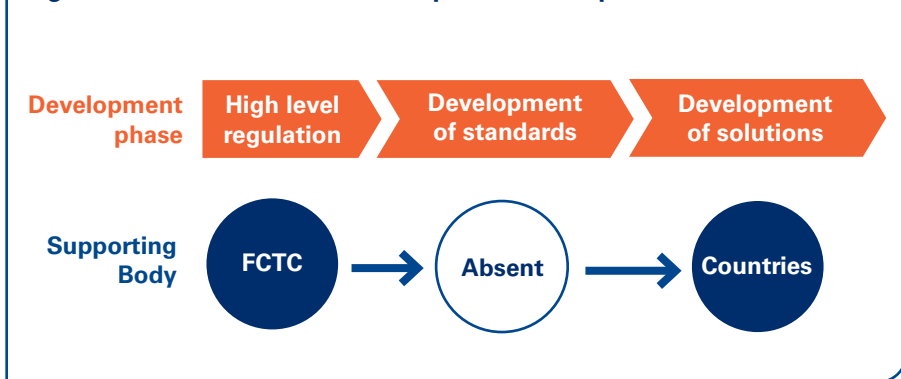 Development
phase
High level
regulation
Development
of standards
Development
of solutions
Supporting
Body
FCTC
Absent
Countries